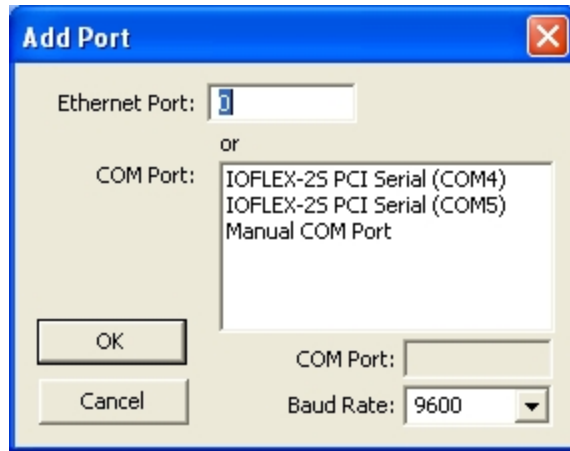 Add Port
Ethernet Port: 0
or
COM Port:
IOFLEX-2S PCI Serial (COM4)
IOFLEX-2S PCI Serial (COM5)
Manual COM Port
OK
COM Port:
Cancel
Baud Rate: 9600